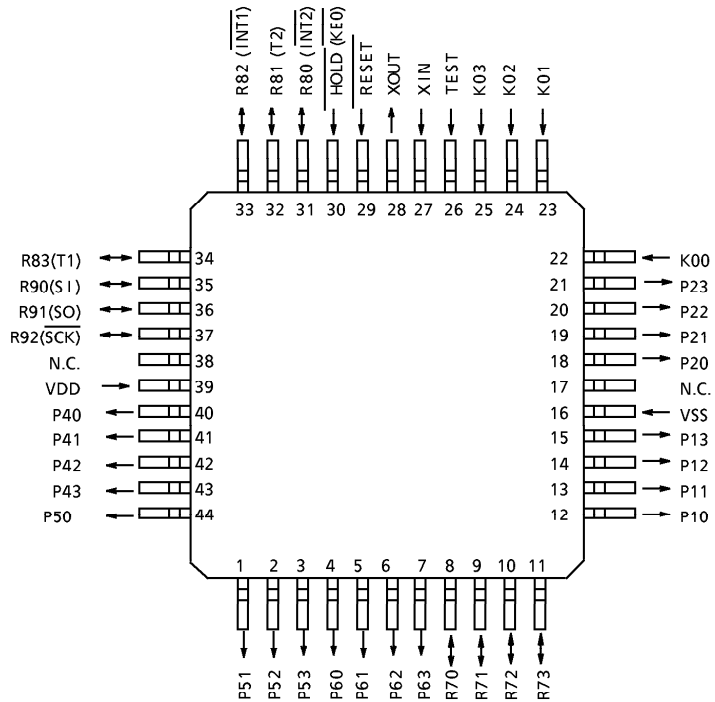 R82 (INT1)
R81 (T2)
R80 (INT2)
HOLD (KE0)
RESET
XOUT
XIN
TEST
K03
K02
K01
33 32 31 30 29 28 27 26 25 24 23
R83(T1) 34
R90(SI) 35
R91(SO) 36
R92(SCK) 37
N.C. 38
VDD 39
P40 40
P41 41
P42 42
P43 43
P50 44
22 K00
21 P23
20 P22
19 P21
18 P20
17 N.C.
16 VSS
15 P13
14 P12
13 P11
12 P10
1 2 3 4 5 6 7 8 9 10 11
P51
P52
P53
P60
P61
P62
P63
R70
R71
R72
R73